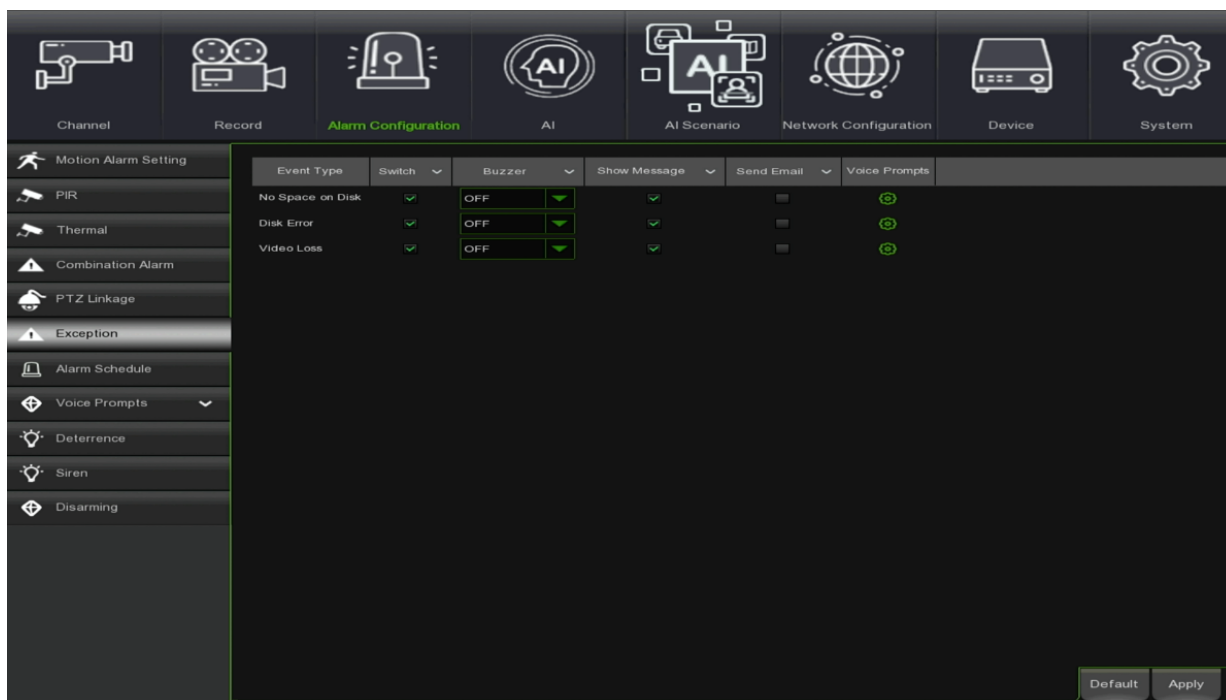 AI
AI
Channel Record Alarm Configuration AI AI Scenario Network Configuration Device System
Motion Alarm Setting
PIR
Thermal
Combination Alarm
PTZ Linkage
Exception
Alarm Schedule
Voice Prompts
Deterrence
Siren
Disarming
Event Type Switch Buzzer Show Message Send Email Voice Prompts
No Space on Disk OFF
Disk Error OFF
Video Loss OFF
Default Apply